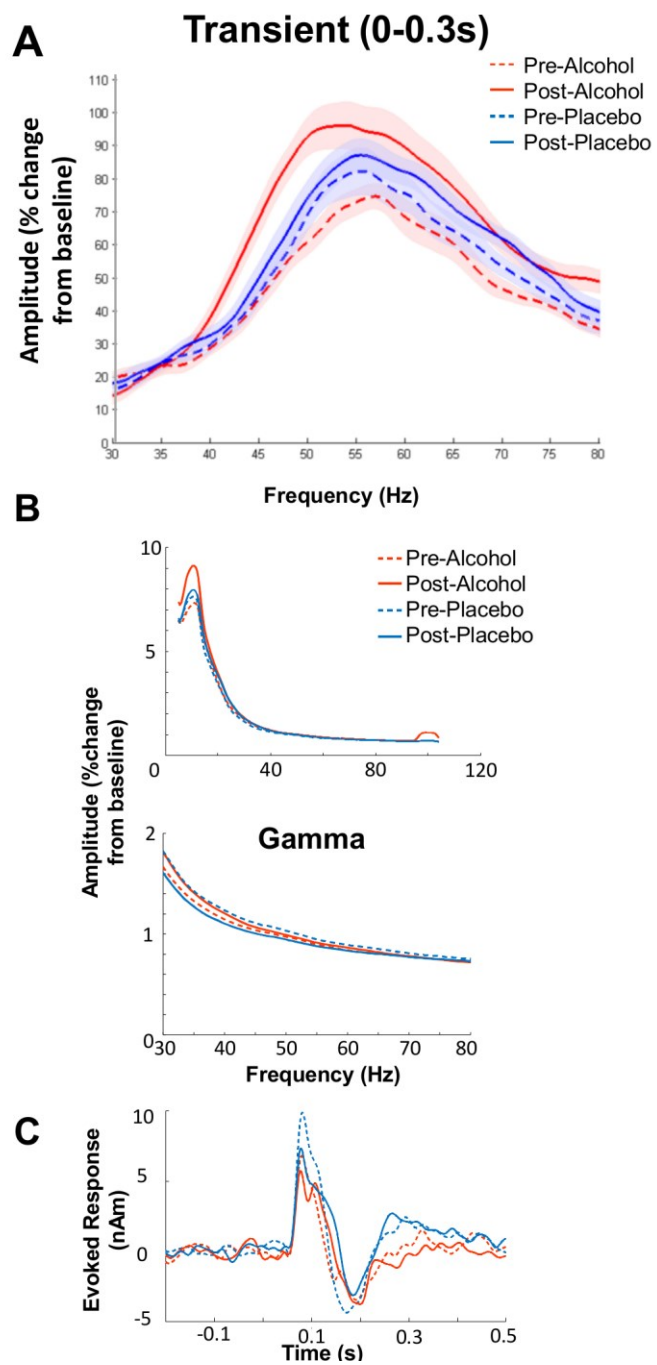 Transient (0-0.3s)
A
Pre-Alcohol
Post-Alcohol
Pre-Placebo
Post-Placebo
Amplitude (% change
from baseline)
110
100
90
80
70
60
50
40
30
20
10
0
30 35 40 45 50 55 60 65 70 75 80
Frequency (Hz)
B
Pre-Alcohol
Post-Alcohol
Pre-Placebo
Post-Placebo
Amplitude (%change
from baseline)
10
5
0 40 80 120
Gamma
2
1
0
30 40 50 60 70 80
Frequency (Hz)
C
Evoked Response
(nAm)
10
5
0
-5
-0.1 0.1 0.3 0.5
Time (s)